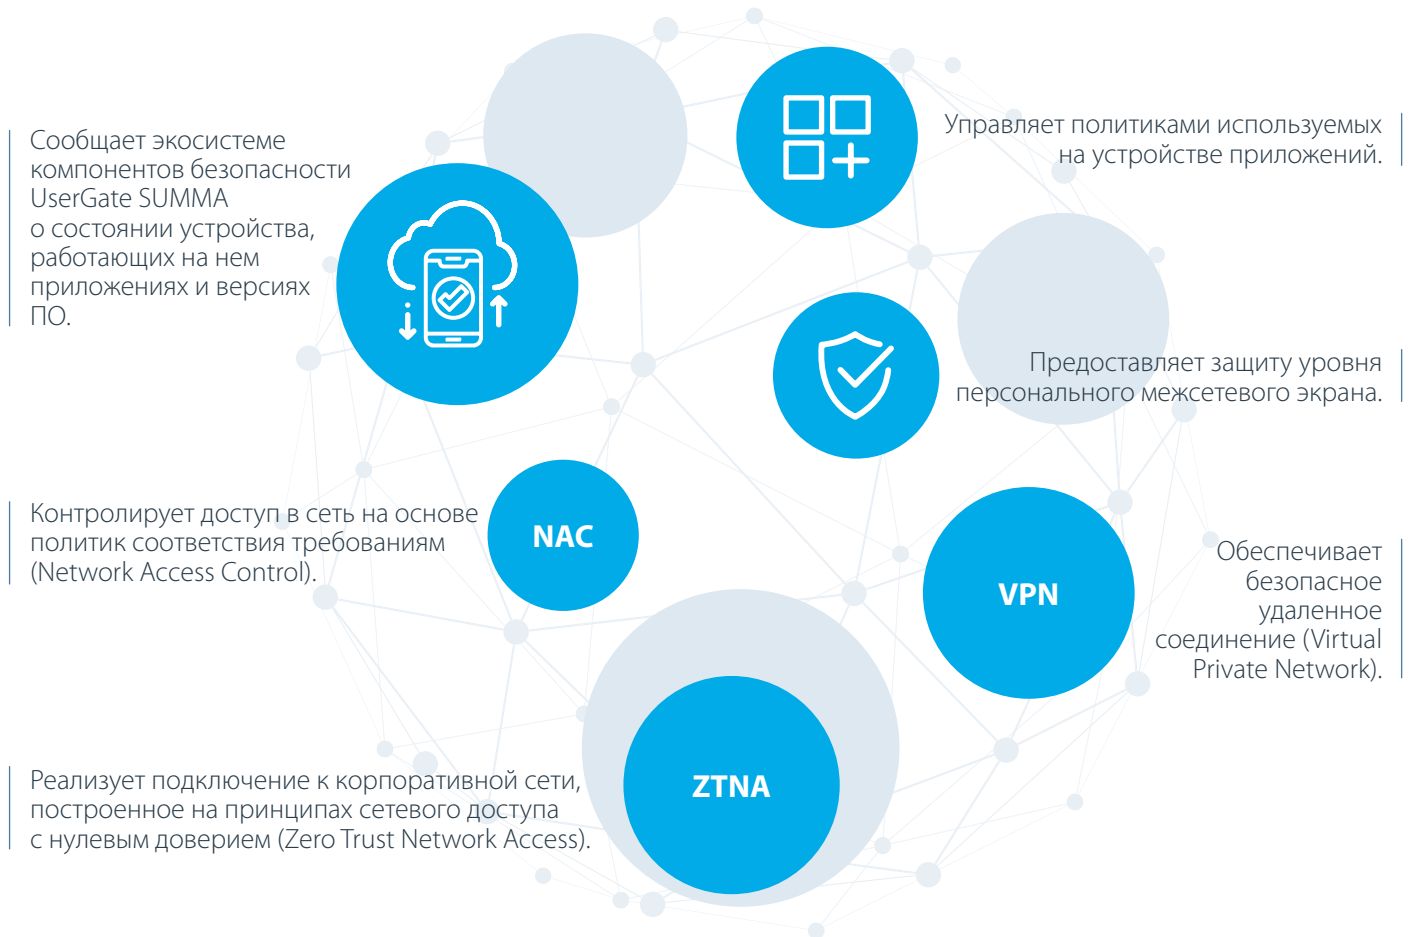 Сообщает экосистеме
компонентов безопасности
UserGate SUMMA
о состоянии устройства,
работающих на нем
приложениях и версиях
ПО.
Управляет политиками используемых
на устройстве приложений.
Предоставляет защиту уровня
персонального межсетевого экрана.
Контролирует доступ в сеть на основе
политик соответствия требованиям
(Network Access Control).
NAC
VPN
Обеспечивает
безопасное
удаленное
соединение (Virtual
Private Network).
Реализует подключение к корпоративной сети,
построенное на принципах сетевого доступа
с нулевым доверием (Zero Trust Network Access).
ZTNA